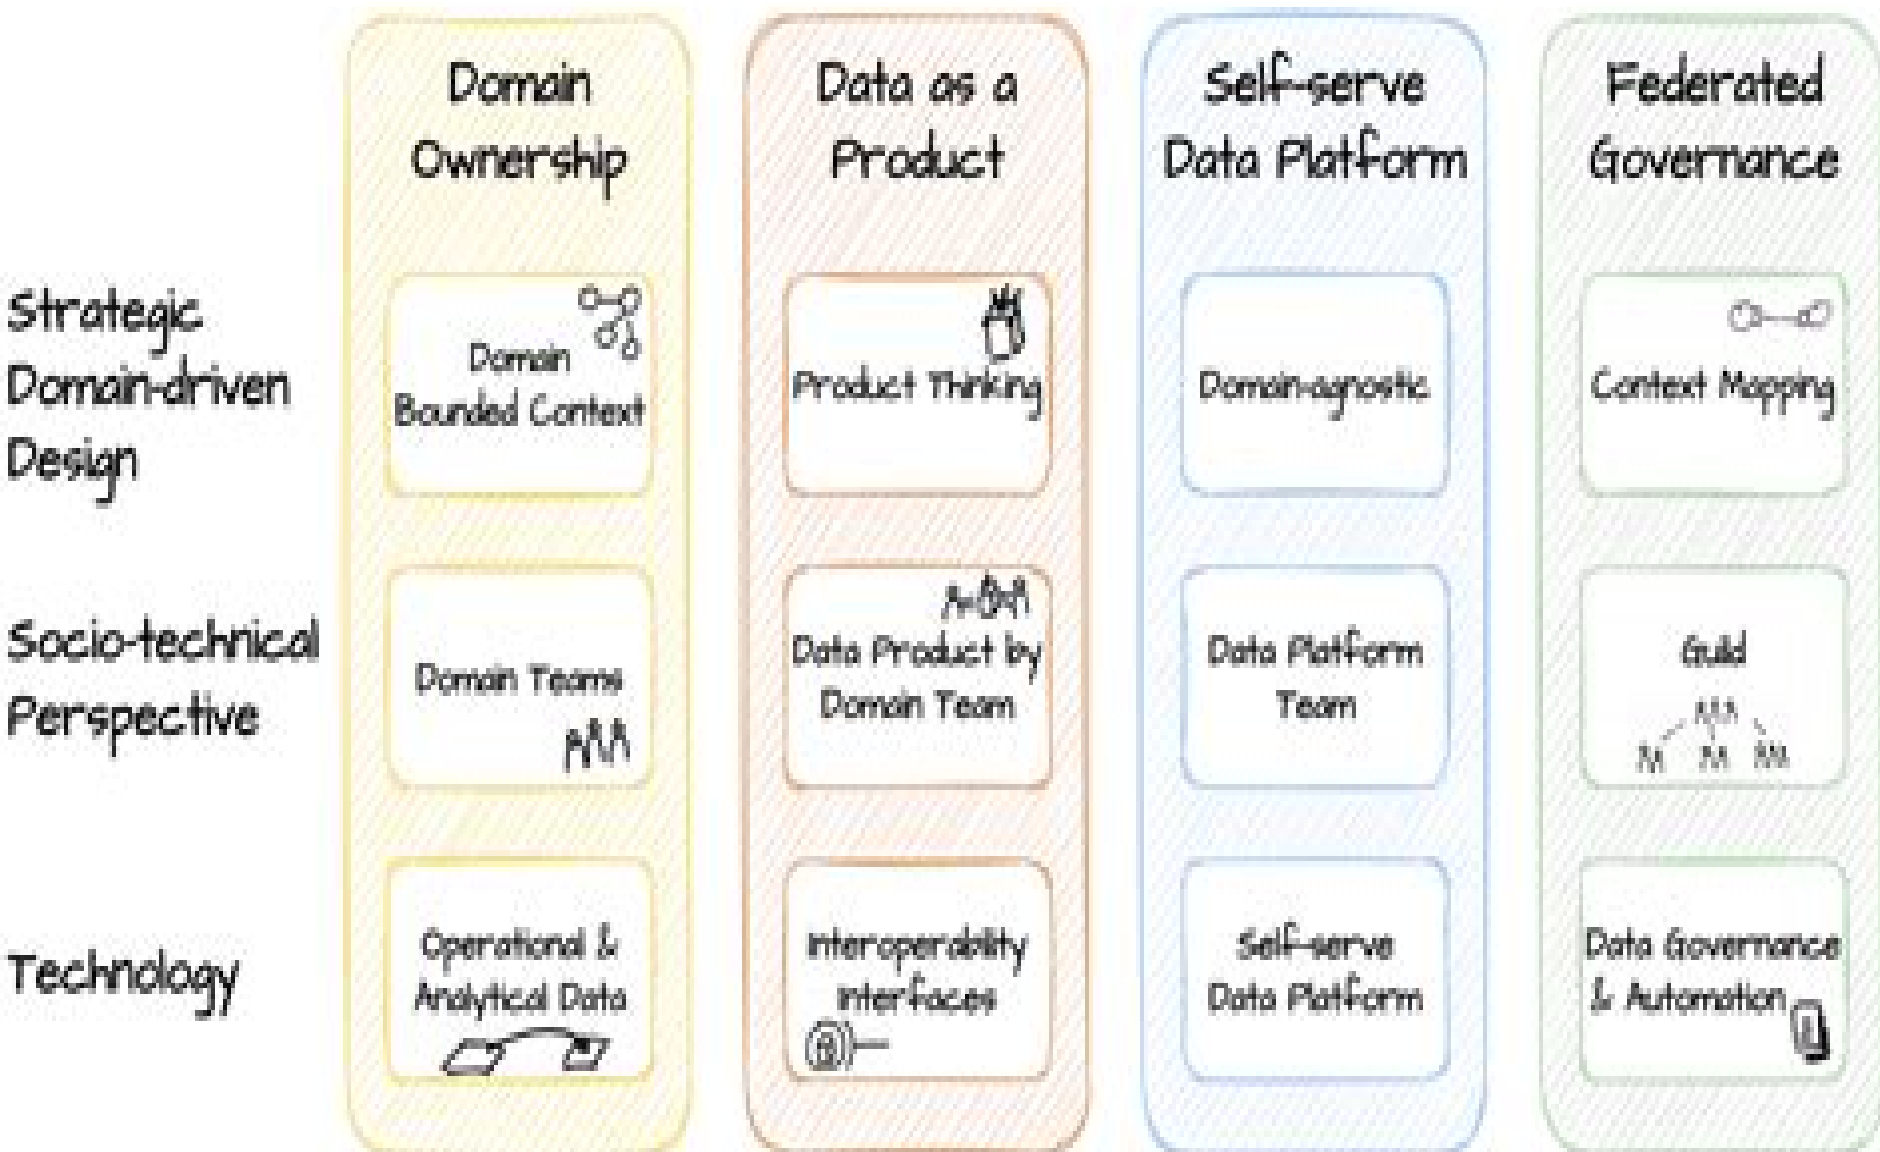 Domain
Ownership
Data as a
Product
Self-serve
Data Platform
Federated
Governance
Strategic
Domain-driven
Design
Domain
Bounded Context
Product Thinking
Domain-agnostic
Context Mapping
Socio-technical
Perspective
Domain Teams
Data Product by
Domain Team
Data Platform
Team
Guild
Technology
Operational &
Analytical Data
Interoperability
Interfaces
Self-serve
Data Platform
Data Governance
& Automation